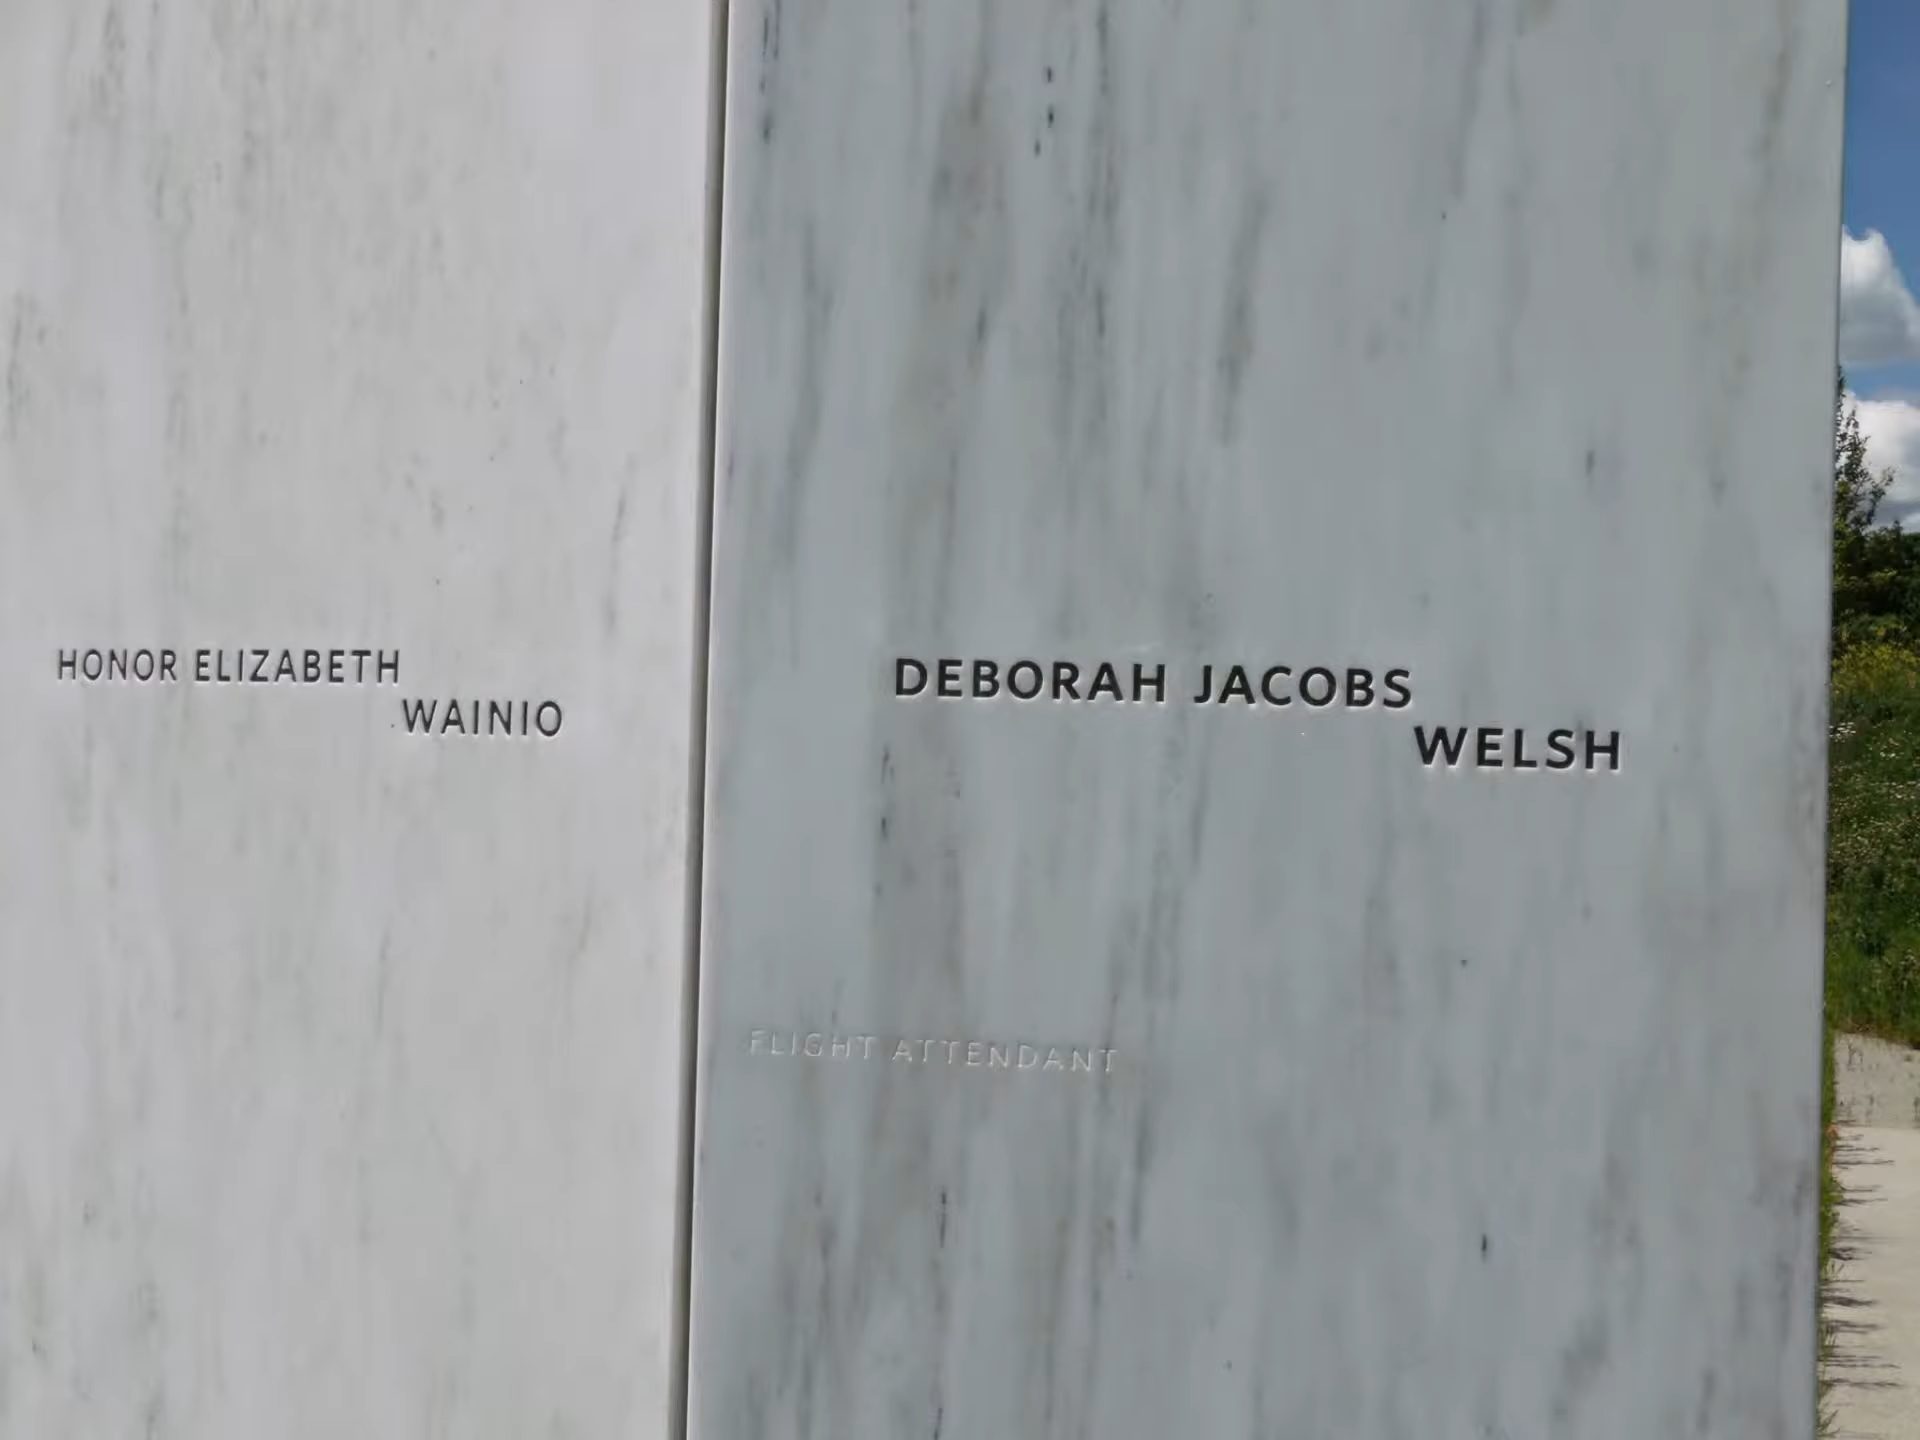 HONOR ELIZABETH
WAINIO
DEBORAH JACOBS
WELSH
FLIGHT ATTENDANT